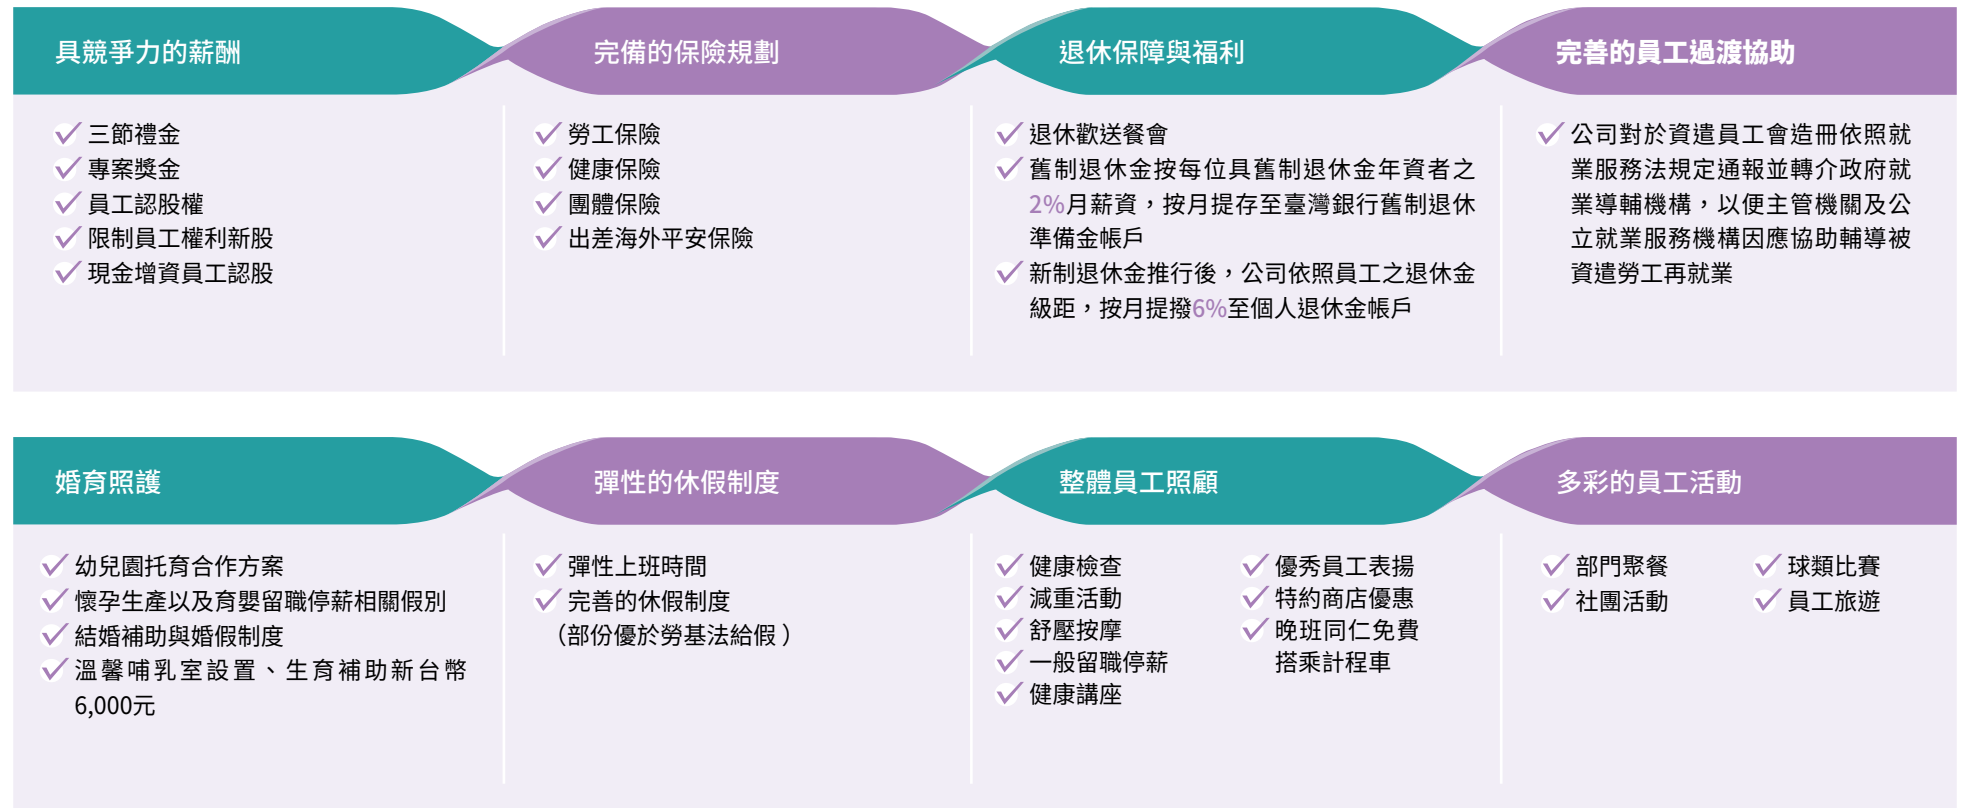 具競爭力的薪酬
三節禮金
專案獎金
員工認股權
限制員工權利新股
現金增資員工認股
完備的保險規劃
勞工保險
健康保險
團體保險
出差海外平安保險
退休保障與福利
退休歡送餐會
舊制退休金按每位具舊制退休金年資者之
2%月薪資，按月提存至臺灣銀行舊制退休
準備金帳戶
新制退休金推行後，公司依照員工之退休金
級距，按月提撥6%至個人退休金帳戶
完善的員工過渡協助
公司對於資遣員工會造冊依照就
業服務法規定通報並轉介政府就
業導輔機構，以便主管機關及公
立就業服務機構因應協助輔導被
資遣勞工再就業
婚育照護
幼兒園托育合作方案
懷孕生產以及育嬰留職停薪相關假別
結婚補助與婚假制度
溫馨哺乳室設置、生育補助新台幣
6,000元
彈性的休假制度
彈性上班時間
完善的休假制度
（部份優於勞基法給假）
整體員工照顧
健康檢查
減重活動
舒壓按摩
一般留職停薪
健康講座
優秀員工表揚
特約商店優惠
晚班同仁免費
搭乘計程車
多彩的員工活動
部門聚餐
社團活動
球類比賽
員工旅遊